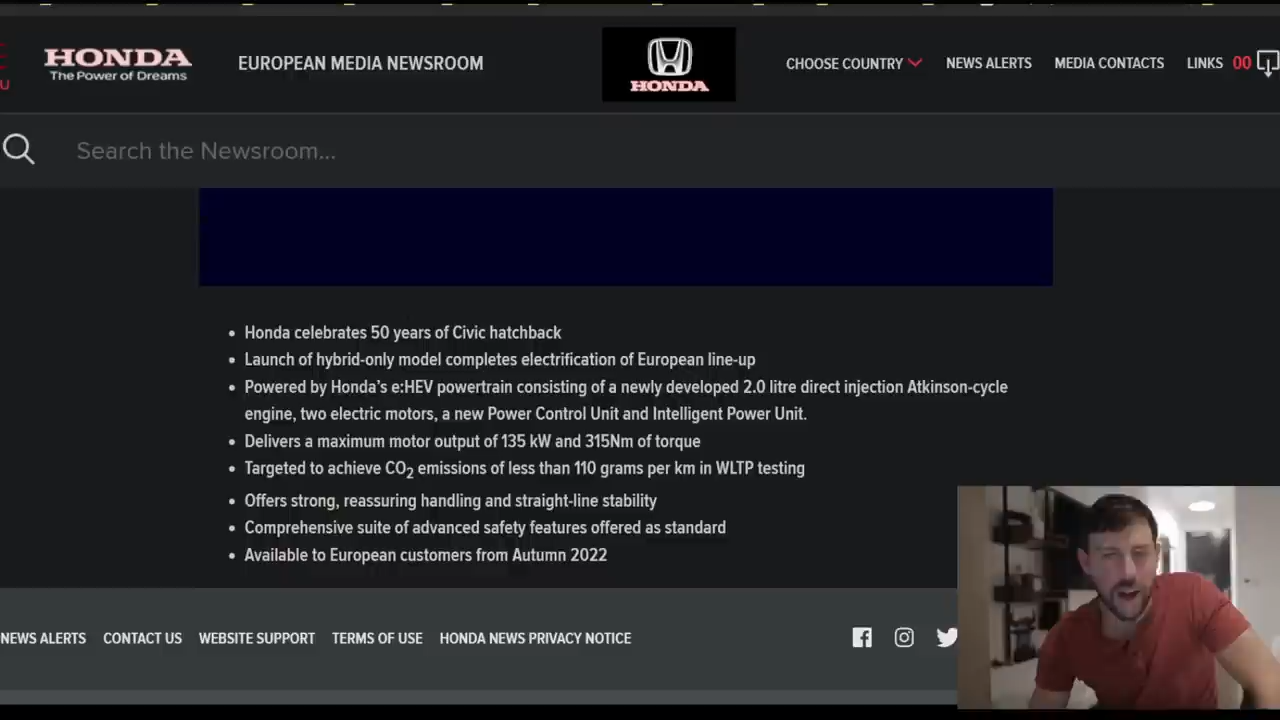 HONDA
The Power of Dreams
U
EUROPEAN MEDIA NEWSROOM
HONDA
CHOOSE COUNTRY
NEWS ALERTS
MEDIA CONTACTS
LINKS
00
Search the Newsroom...
• Honda celebrates 50 years of Civic hatchback
• Launch of hybrid-only model completes electrification of European line-up
• Powered by Honda's e:HEV powertrain consisting of a newly developed 2.0 litre direct injection Atkinson-cycle
engine, two electric motors, a new Power Control Unit and Intelligent Power Unit.
• Delivers a maximum motor output of 135 kW and 315Nm of torque
• Targeted to achieve CO2 emissions of less than 110 grams per km in WLTP testing
• Offers strong, reassuring handling and straight-line stability
• Comprehensive suite of advanced safety features offered as standard
• Available to European customers from Autumn 2022
NEWS ALERTS
CONTACT US
WEBSITE SUPPORT
TERMS OF USE
HONDA NEWS PRIVACY NOTICE